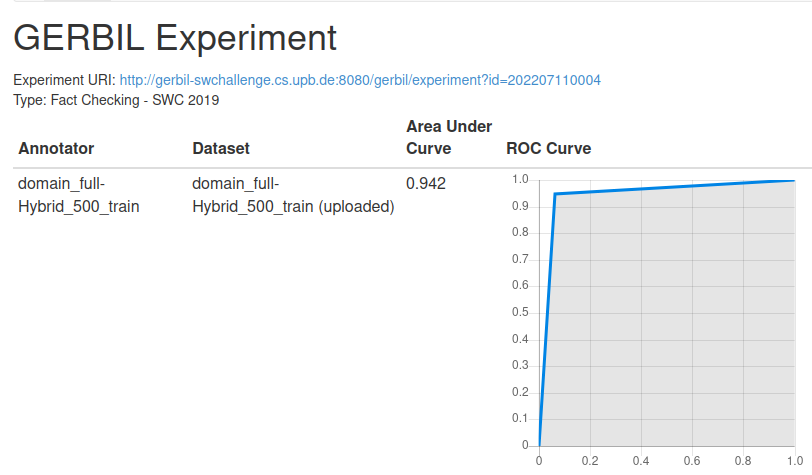 GERBIL Experiment
Experiment URI: http://gerbil-swchallenge.cs.upb.de:8080/gerbil/experiment?id=202207110004
Type: Fact Checking - SWC 2019
Annotator
Dataset
Area Under
Curve
ROC Curve
domain_full-
Hybrid_500_train
domain_full-
Hybrid_500_train (uploaded)
0.942
1.0
0.9
0.8
0.7
0.6
0.5
0.4
0.3
0.2
0.1
0
0 0.2 0.4 0.6 0.8 1.0